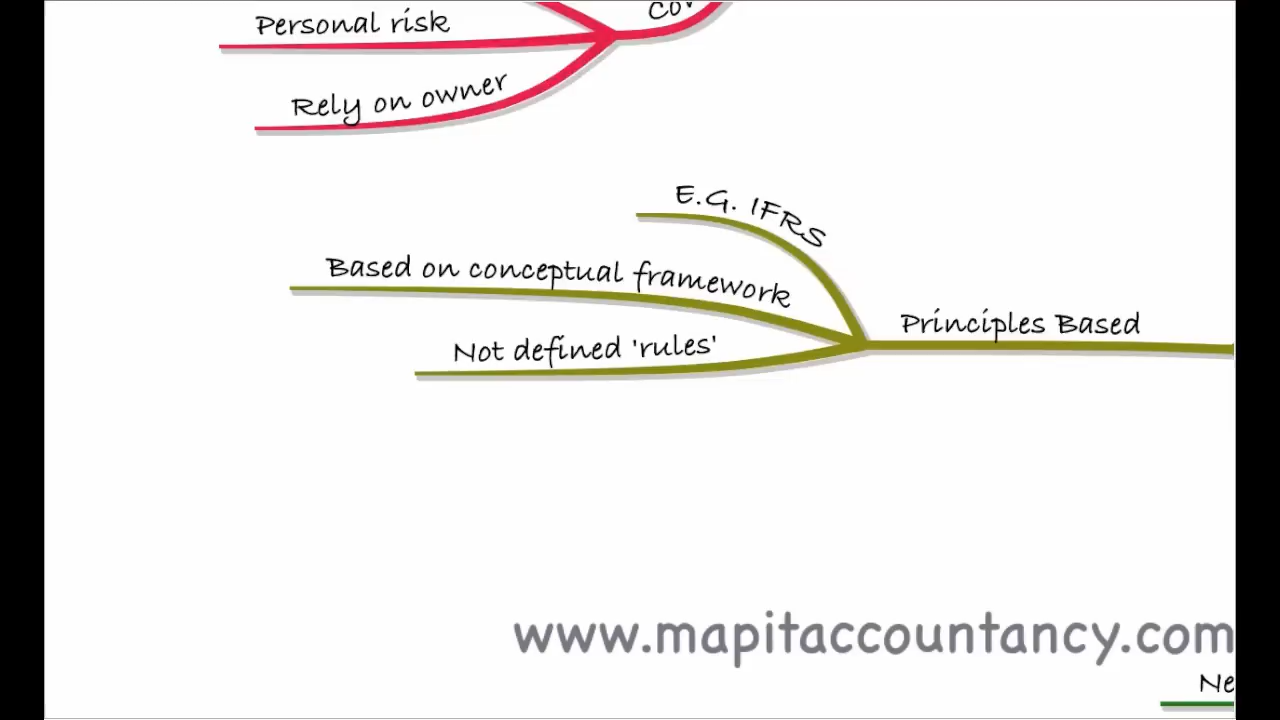 Personal risk
Rely on owner
E.G. IFRS
Based on conceptual framework
Principles Based
Not defined 'rules'
www.mapitaccountancy.com